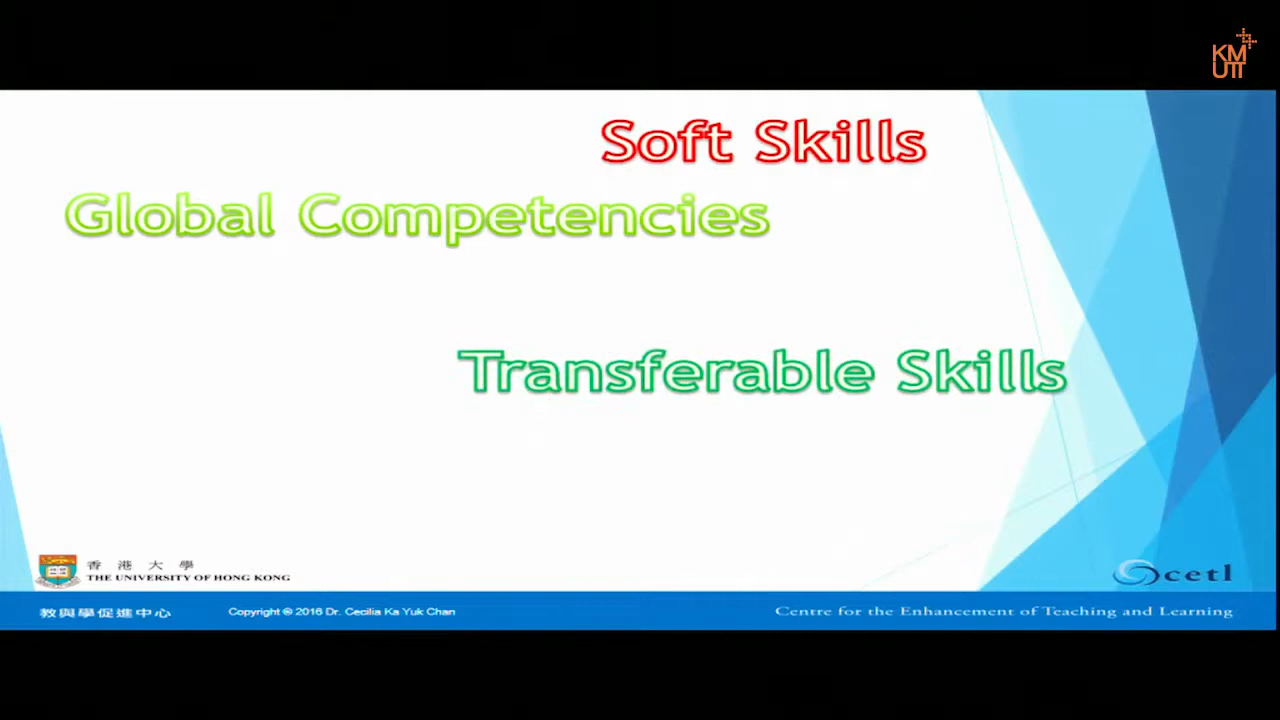 KM
UTT
Soft Skills
Global Competencies
Transferable Skills
香港大學
THE UNIVERSITY OF HONG KONG
cetl
教與學促進中心
Copyright © 2016 Dr. Cecilia Ka Yuk Chan
Centre for the Enhancement of Teaching and Learning